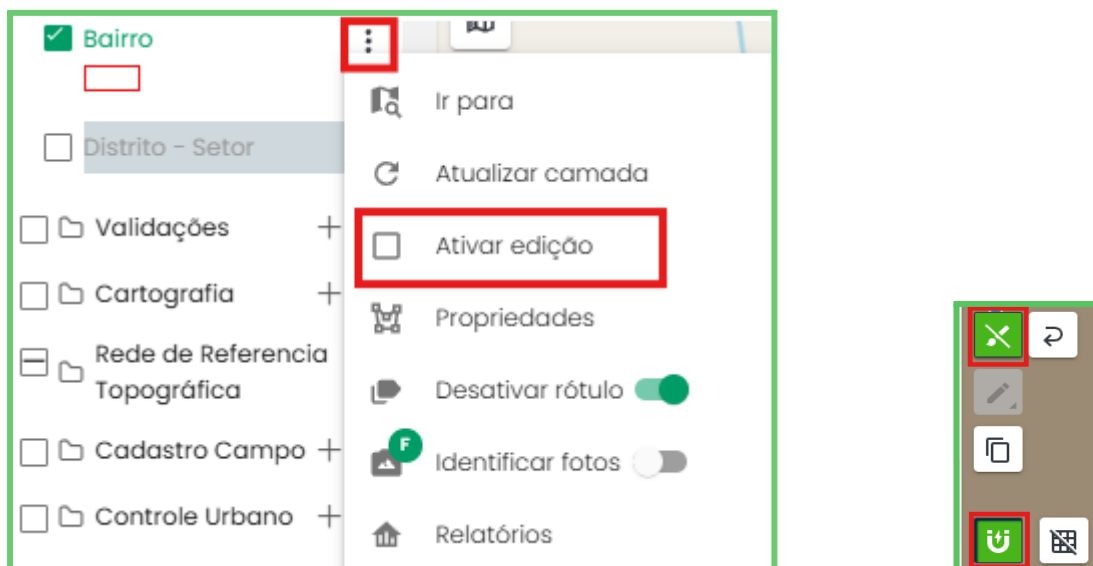 Bairro
Distrito - Setor
Validações
Cartografia
Rede de Referencia
Topográfica
Cadastro Campo
Controle Urbano
Ir para
Atualizar camada
Ativar edição
Propriedades
Desativar rótulo
F
Identificar fotos
Relatórios